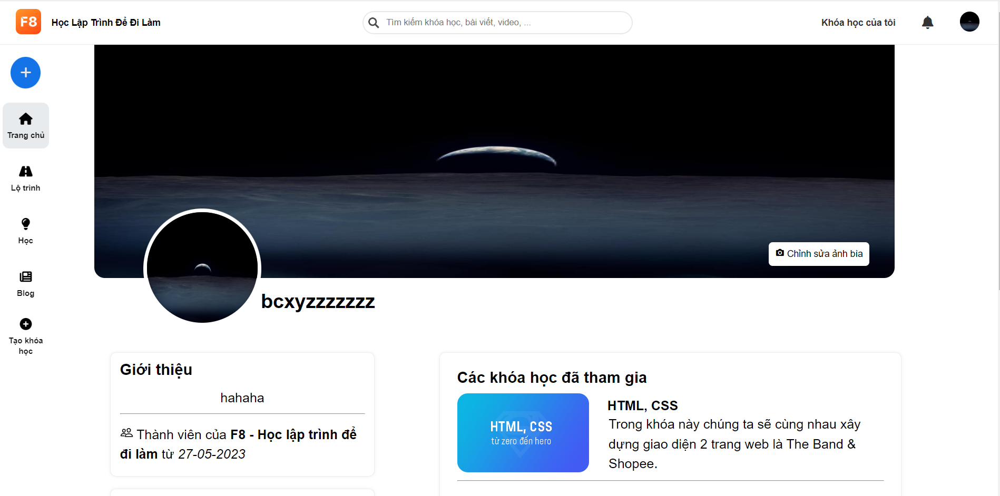 F8 Học Lập Trình Để Đi Làm
Tìm kiếm khóa học, bài viết, video, ...
Khóa học của tôi
Trang chủ
Lộ trình
Học
Blog
Tạo khóa
học
Chỉnh sửa ảnh bìa
bcxyzzzzzzz
Giới thiệu
hahaha
Thành viên của F8 - Học lập trình để
đi làm từ 27-05-2023
Các khóa học đã tham gia
HTML, CSS
từ zero đến hero
HTML, CSS
Trong khóa này chúng ta sẽ cùng nhau xây
dựng giao diện 2 trang web là The Band &
Shopee.